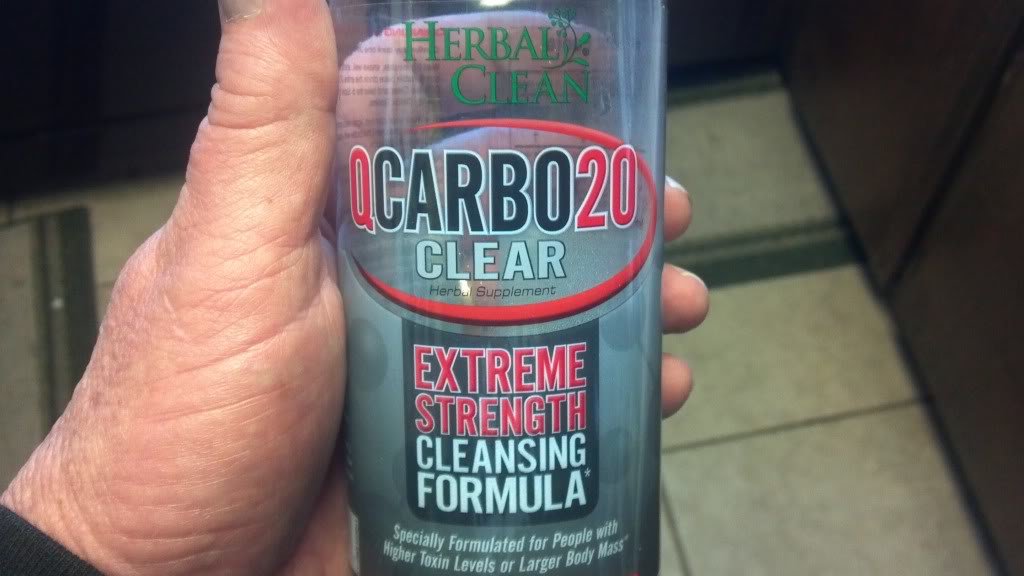 HERBAL
CLEAN
QCARBO20
CLEAR
Herbal Supplement
EXTREME
STRENGTH
CLEANSING
FORMULA*
Specially Formulated for People with
Higher Toxin Levels or Larger Body Mass*